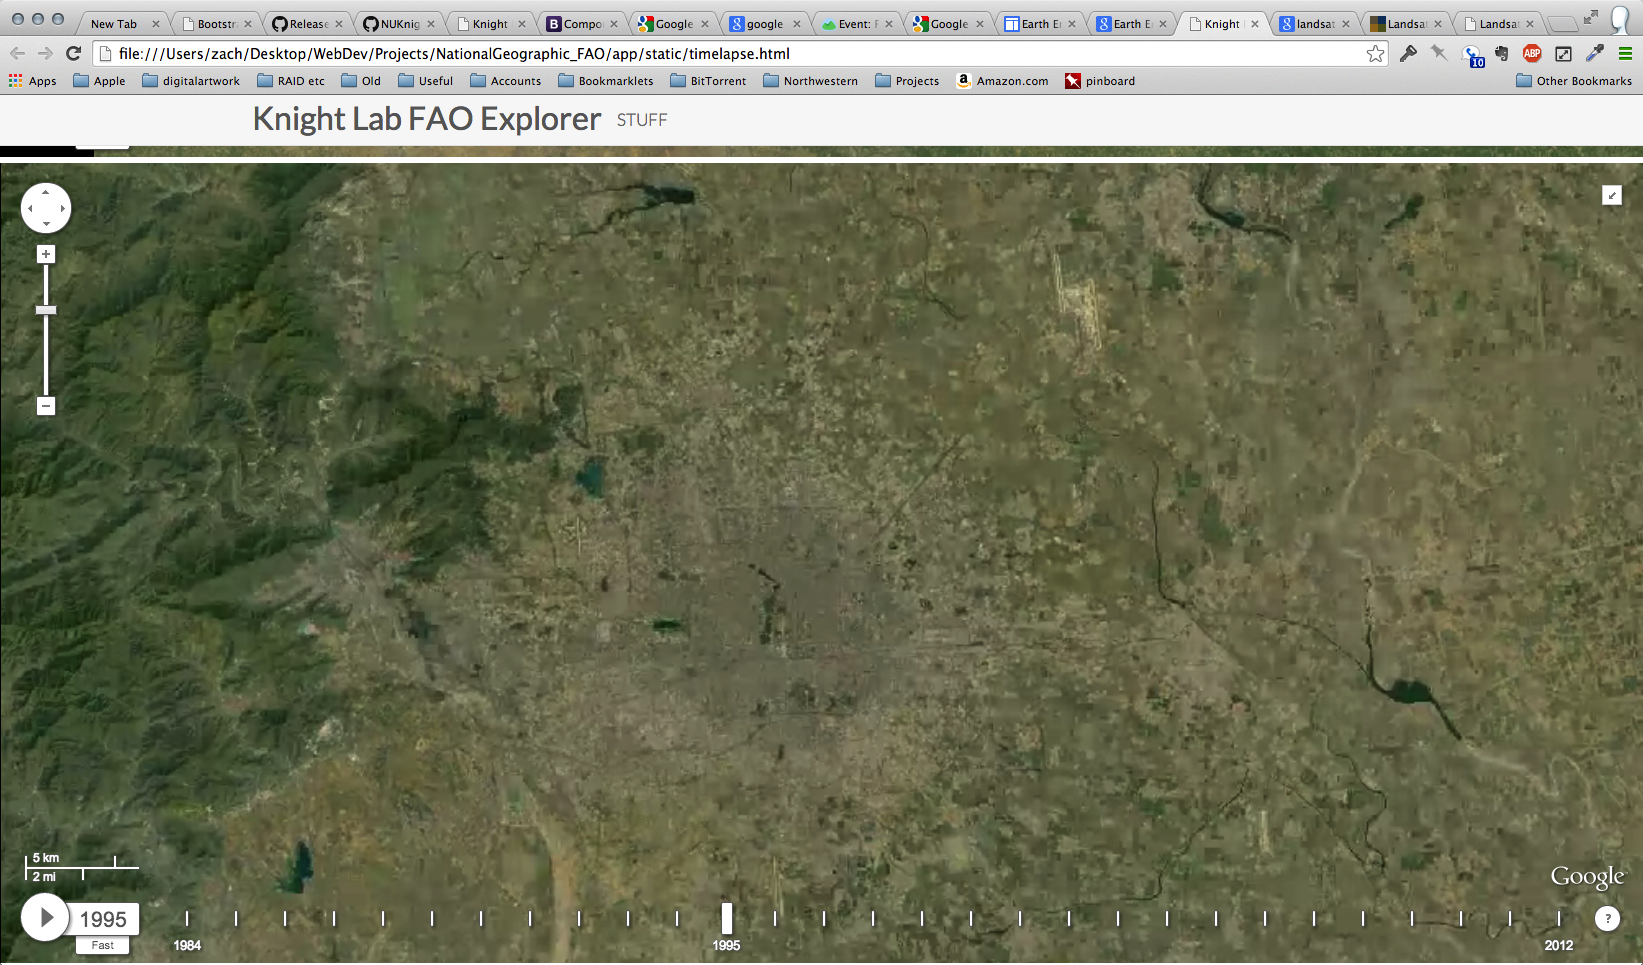 New Tab Bootstr Release NUKnig Knight Compo Google google Event: F Google Earth E Earth E Knight landsat Landsat Landsat
file:///Users/zach/Desktop/WebDev/Projects/NationalGeographic_FAO/app/static/timelapse.html 10 ABP
Apps Apple digitalartwork RAID etc Old Useful Accounts Bookmarklets BitTorrent Northwestern Projects Amazon.com pinboard Other Bookmarks
Knight Lab FAO Explorer STUFF
5 km
2 mi
Google
1995 ?
Fast 1984 1995 2012